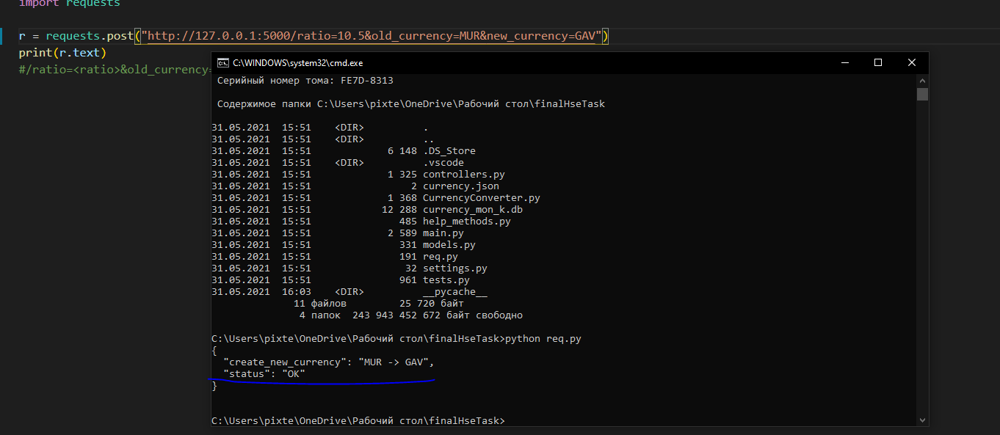 import requests
r = requests.post("http://127.0.0.1:5000/ratio=10.5&old_currency=MUR&new_currency=GAV")
print(r.text)
#/ratio=<ratio>&old_currency=
C:\WINDOWS\system32\cmd.exe
Серийный номер тома: FE7D-8313
Содержимое папки C:\Users\pixte\OneDrive\Рабочий стол\finalHseTask
31.05.2021  15:51    <DIR>          .
31.05.2021  15:51    <DIR>          ..
31.05.2021  15:51             6 148 .DS_Store
31.05.2021  15:51    <DIR>          .vscode
31.05.2021  15:51             1 325 controllers.py
31.05.2021  15:51                 2 currency.json
31.05.2021  15:51             1 368 CurrencyConverter.py
31.05.2021  15:51            12 288 currency_mon_k.db
31.05.2021  15:51               485 help_methods.py
31.05.2021  15:51             2 589 main.py
31.05.2021  15:51               331 models.py
31.05.2021  15:51               191 req.py
31.05.2021  15:51                32 settings.py
31.05.2021  15:51               961 tests.py
31.05.2021  16:03    <DIR>          __pycache__
11 файлов         25 720 байт
4 папок  243 943 452 672 байт свободно
C:\Users\pixte\OneDrive\Рабочий стол\finalHseTask>python req.py
{
"create_new_currency": "MUR -> GAV",
"status": "OK"
}
C:\Users\pixte\OneDrive\Рабочий стол\finalHseTask>